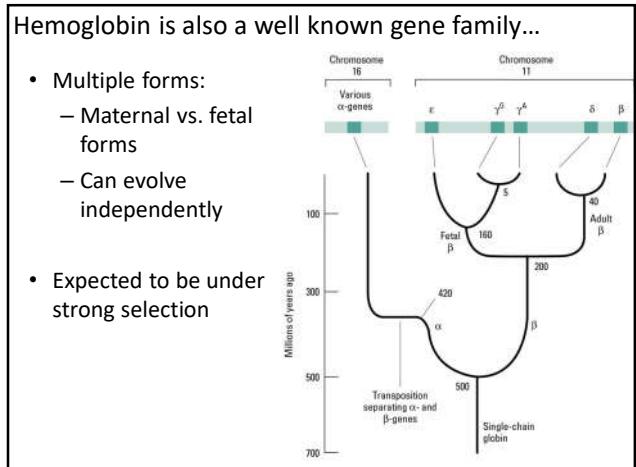 Hemoglobin is also a well known gene family…
• Multiple forms:
– Maternal vs. fetal
forms
– Can evolve
independently
• Expected to be under
strong selection
Chromosome
16
Chromosome
11
Various
α-genes
ε
γG
γA
δ
β
5
40
100
Fetal
β
160
Adult
β
200
300
420
α
β
Millions of years ago
500
500
Transposition
separating α- and
β-genes
Single-chain
globin
700